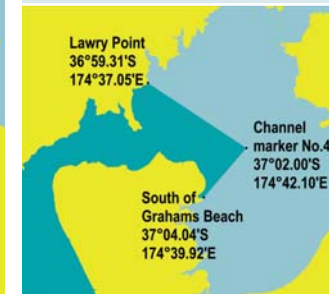 Lawry Point
36°59.31'S
174°37.05'E
Channel
marker No.4
37°02.00'S
174°42.10'E
South of
Grahams Beach
37°04.04'S
174°39.92'E